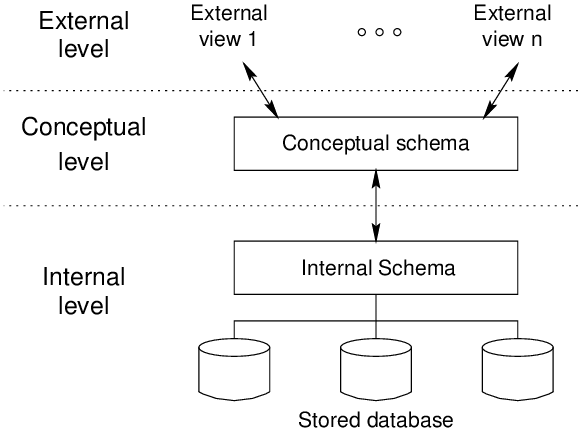 External
level
External
view 1
External
view n
Conceptual
level
Conceptual schema
Internal
level
Internal Schema
Stored database